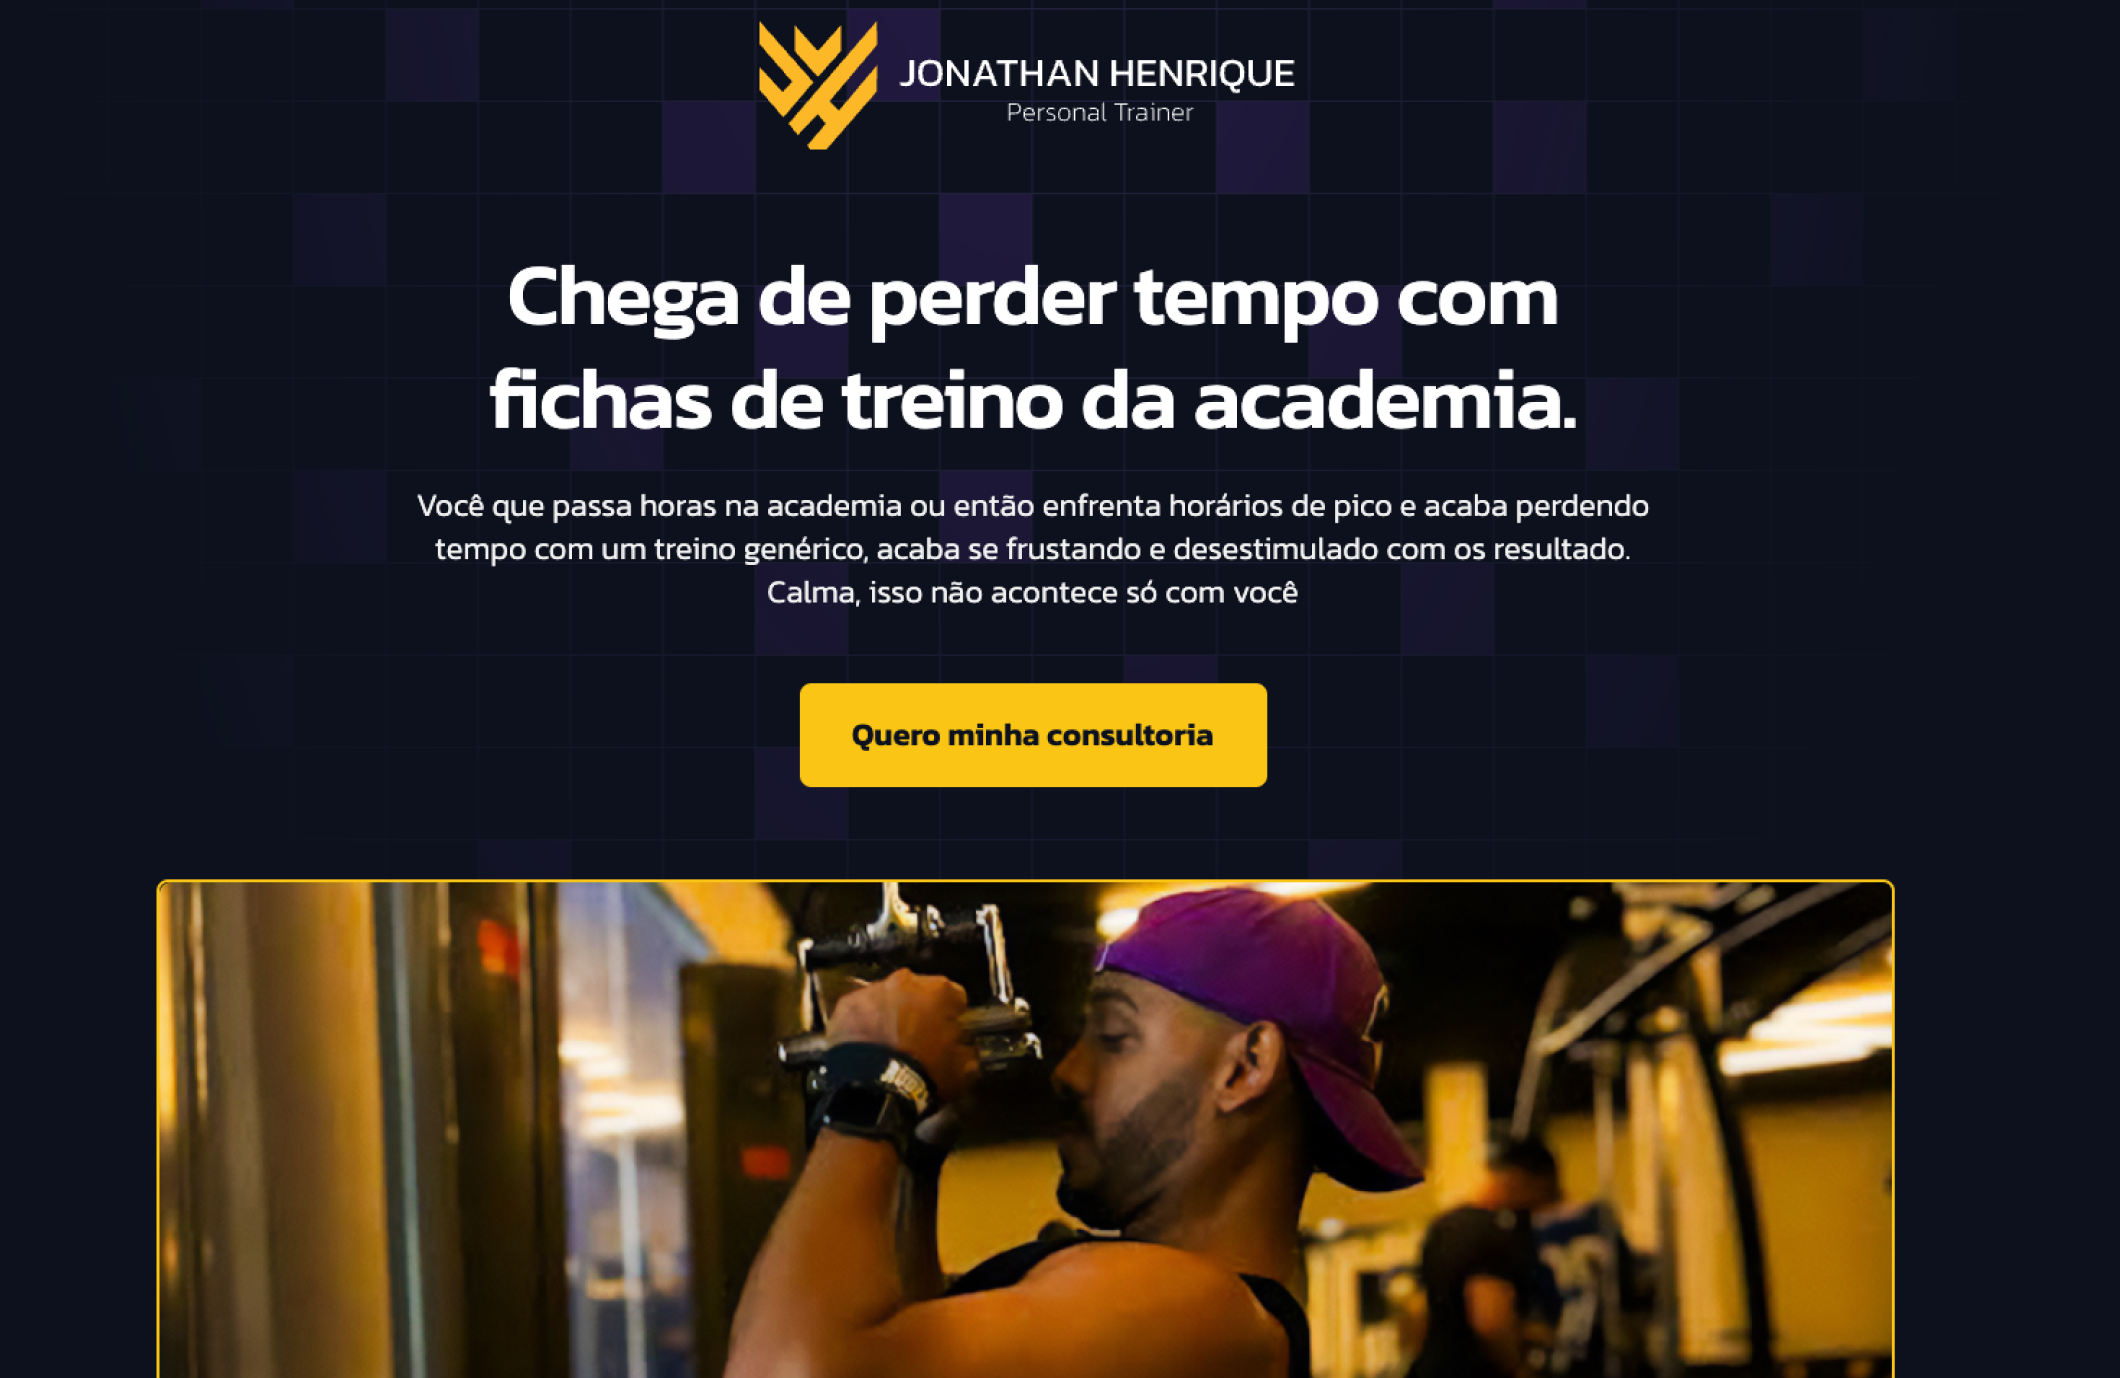 JONATHAN HENRIQUE
Personal Trainer
Chega de perder tempo com
fichas de treino da academia.
Você que passa horas na academia ou então enfrenta horários de pico e acaba perdendo
tempo com um treino genérico, acaba se frustando e desestimulado com os resultado.
Calma, isso não acontece só com você
Quero minha consultoria